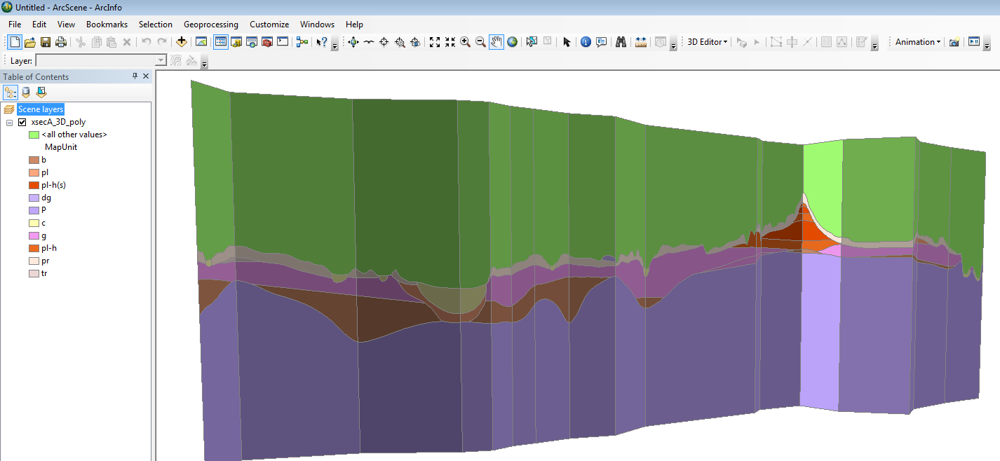 Untitled - ArcScene - ArcInfo
File Edit View Bookmarks Selection Geoprocessing Customize Windows Help
3D Editor Animation
Layer:
Table of Contents
Scene layers
xsecA_3D_poly
<all other values>
MapUnit
b
pl
pl-h(s)
dg
P
c
g
pl-h
pr
tr